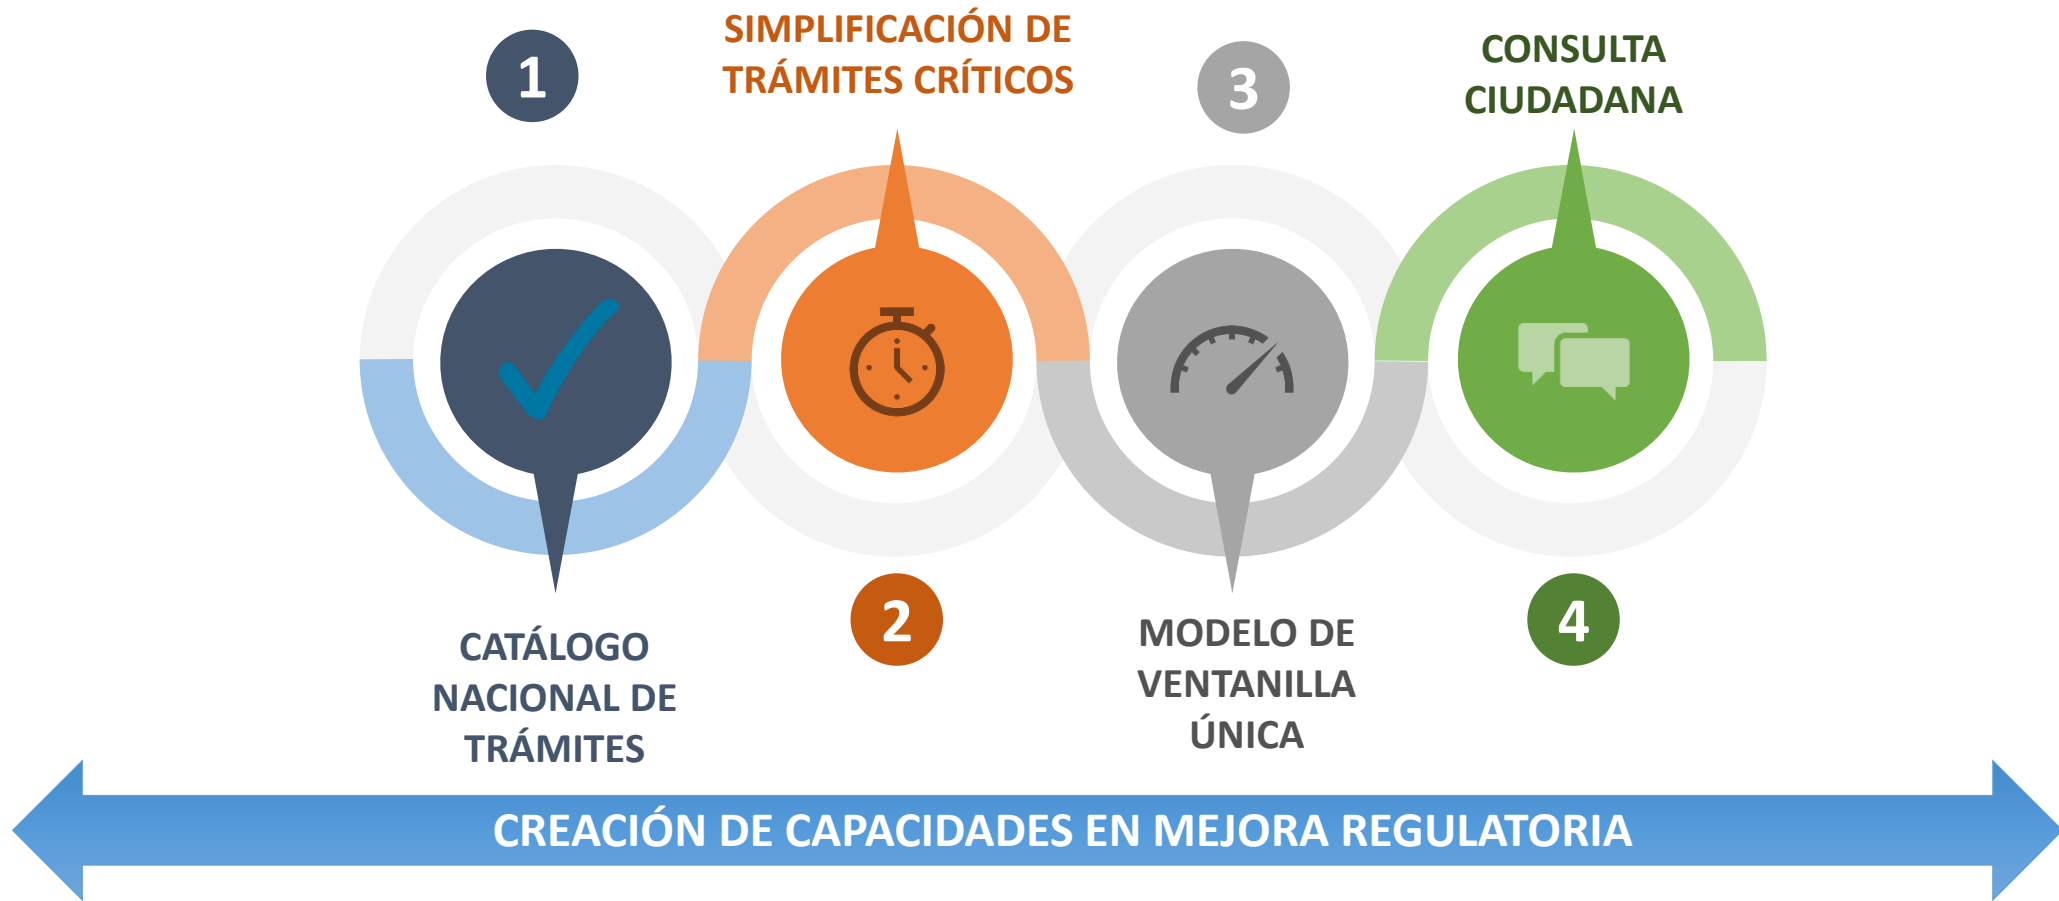 1
CATÁLOGO
NACIONAL DE
TRÁMITES
SIMPLIFICACIÓN DE
TRÁMITES CRÍTICOS
2
3
MODELO DE
VENTANILLA
ÚNICA
CONSULTA
CIUDADANA
4
CREACIÓN DE CAPACIDADES EN MEJORA REGULATORIA